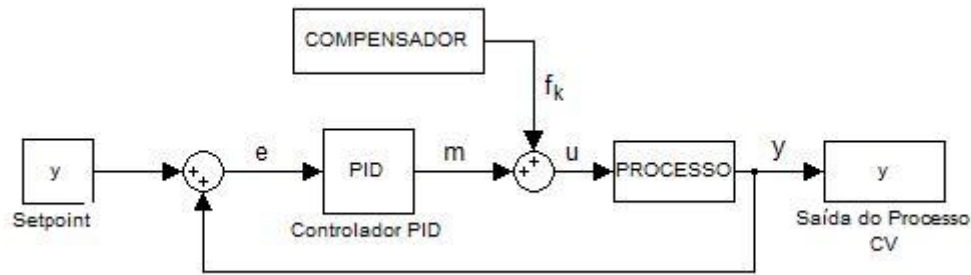 COMPENSADOR
f k
y
+
+
e
PID
m
+
+
u
PROCESSO
y
y
Setpoint
Controlador PID
Saída do Processo
CV